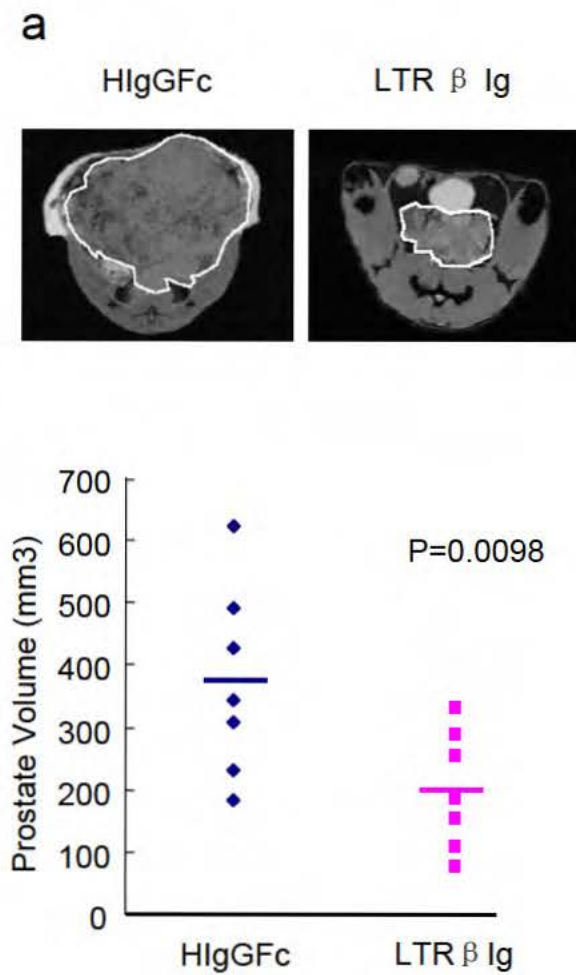 a
HIgGFc LTR β Ig
700
600
500
400
300
200
100
0
Prostate Volume (mm3)
P=0.0098
HIgGFc LTR β Ig